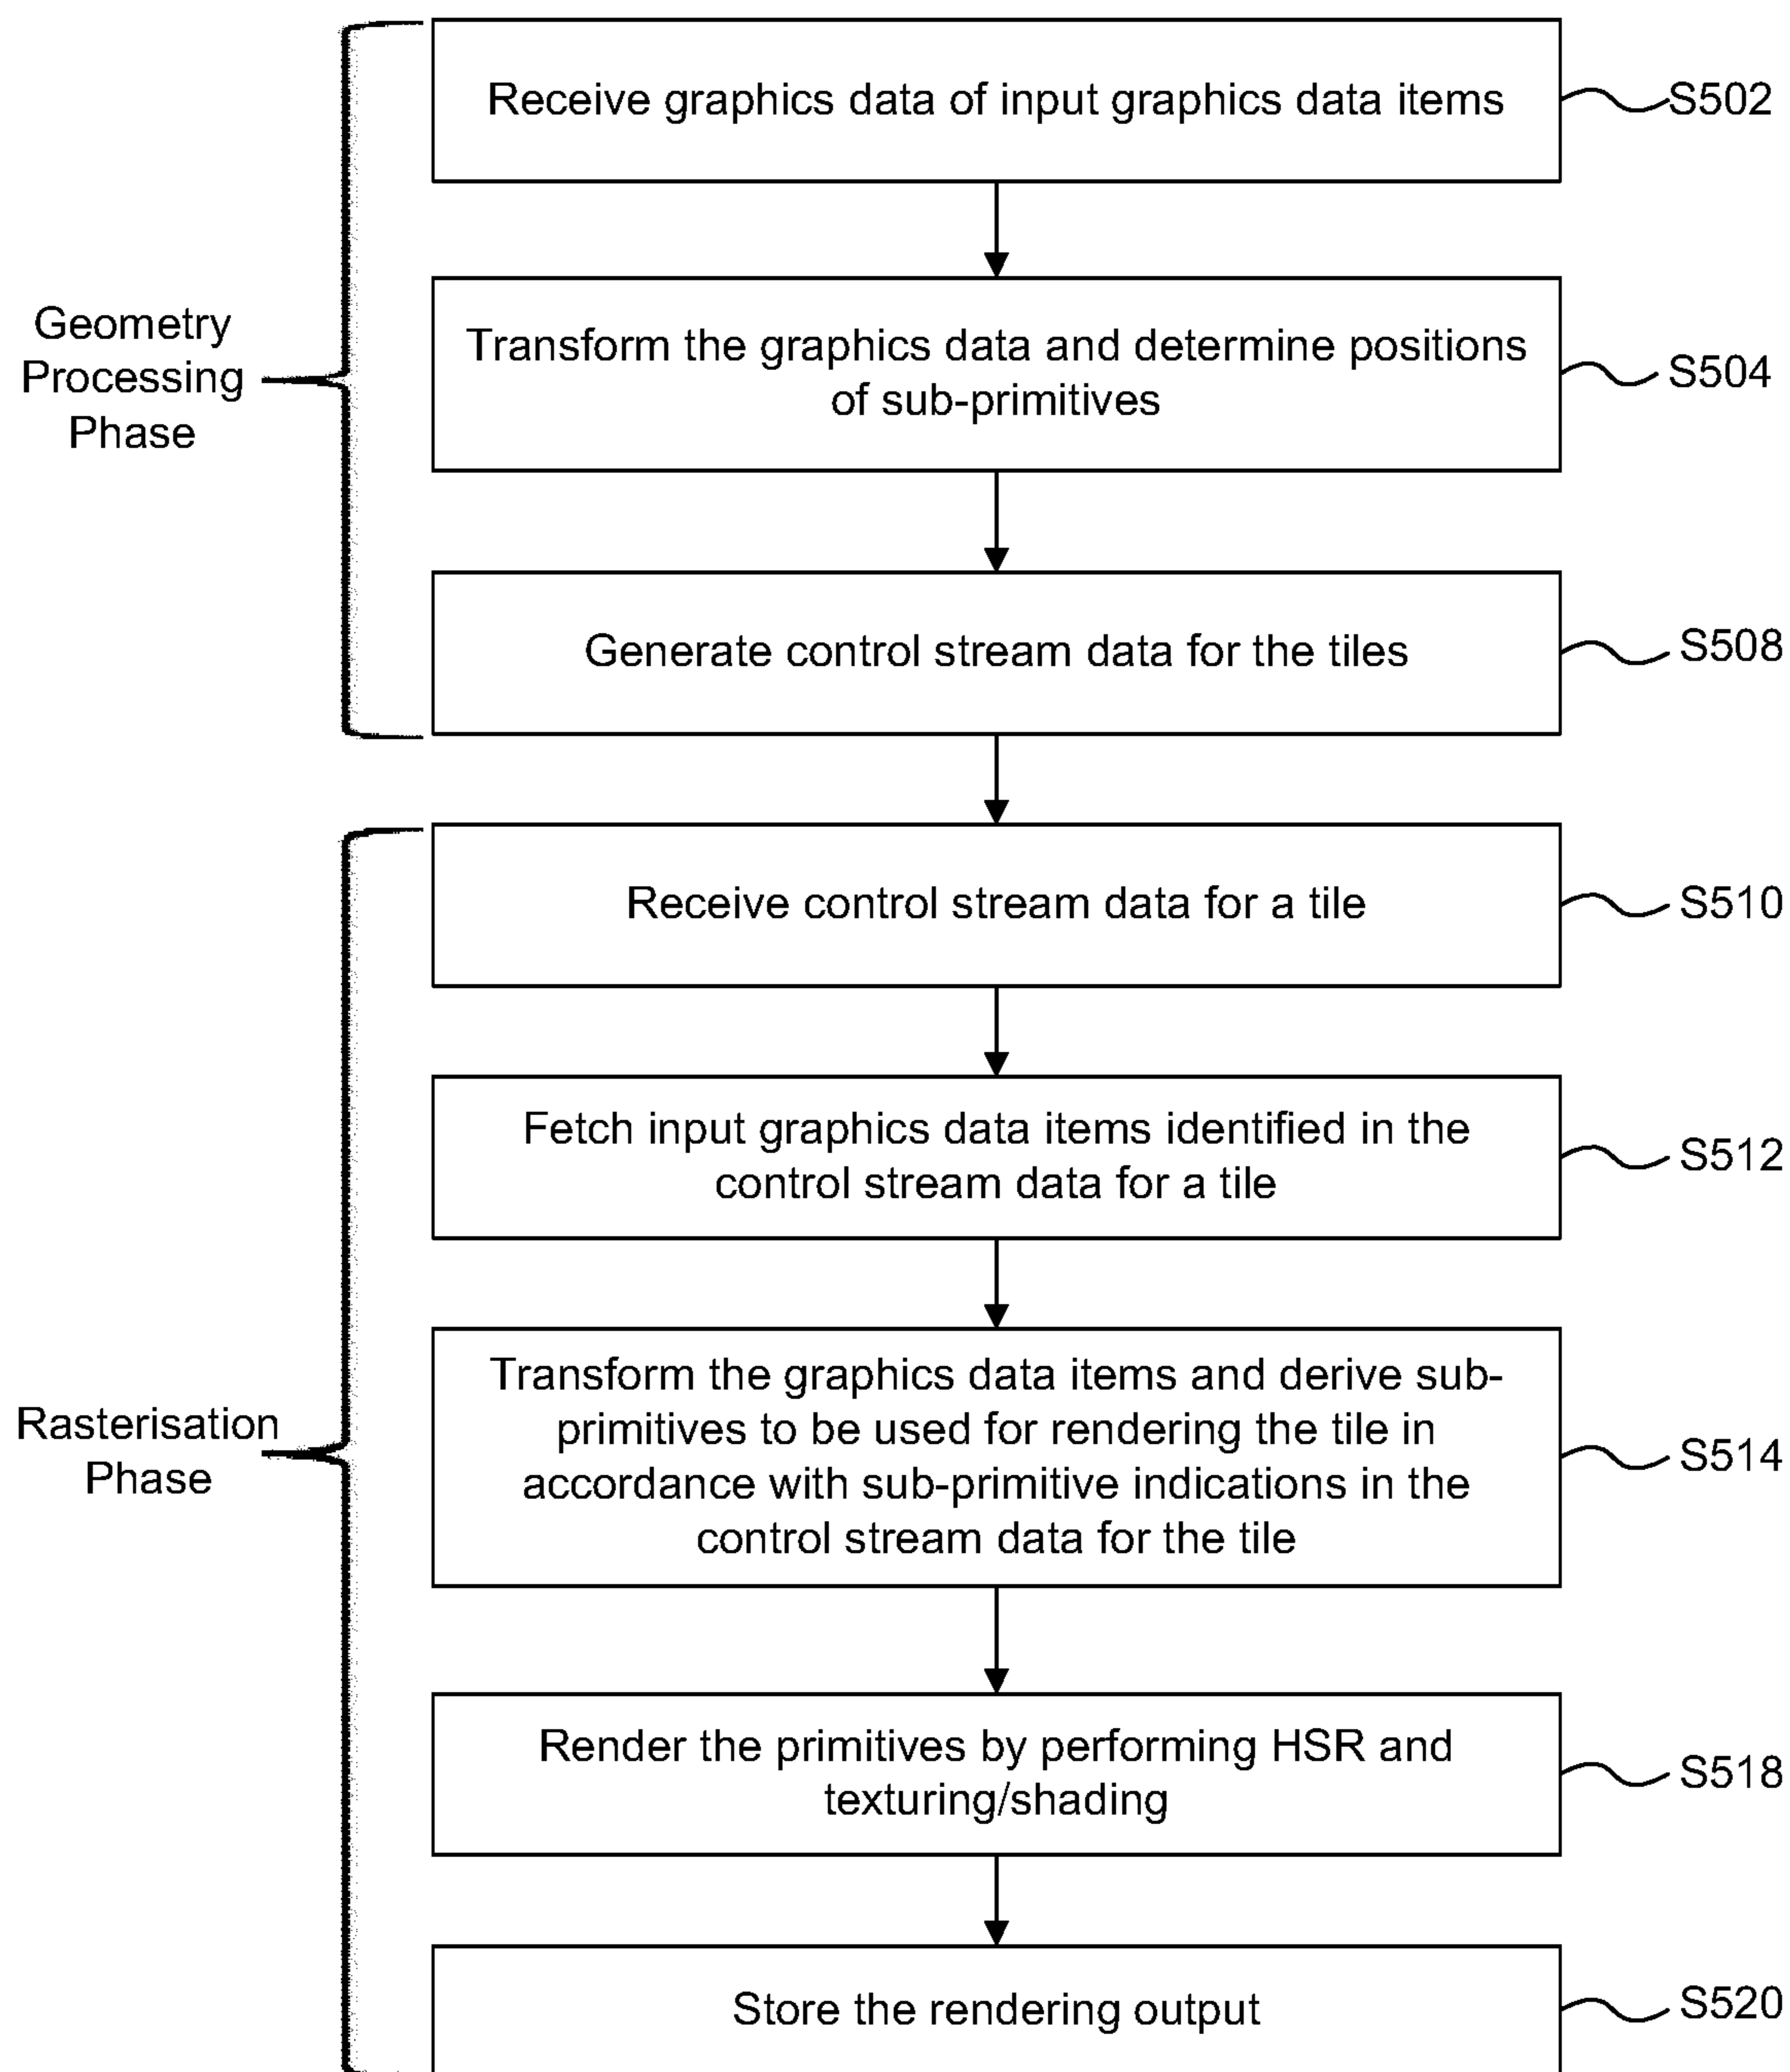 Receive graphics data of input graphics data items
S502
Geometry
Processing
Phase
Transform the graphics data and determine positions
of sub-primitives
S504
Generate control stream data for the tiles
S508
Receive control stream data for a tile
S510
Fetch input graphics data items identified in the
control stream data for a tile
S512
Rasterisation
Phase
Transform the graphics data items and derive sub-
primitives to be used for rendering the tile in
accordance with sub-primitive indications in the
control stream data for the tile
S514
Render the primitives by performing HSR and
texturing/shading
S518
Store the rendering output
S520